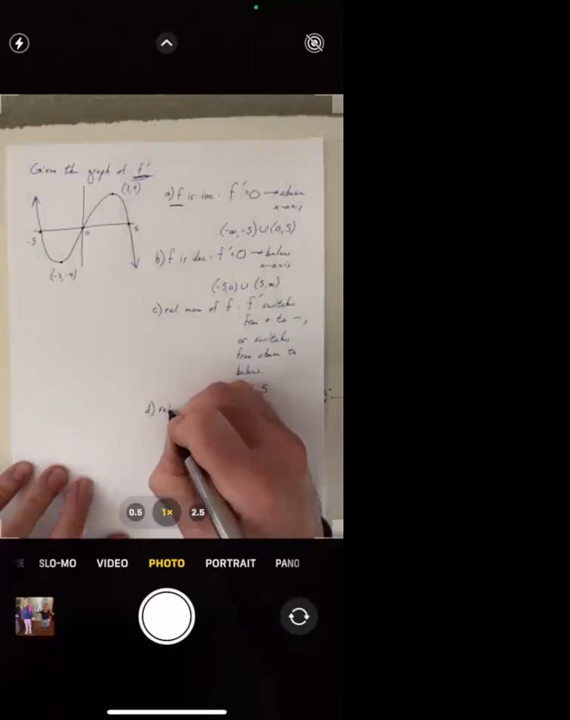 Given the graph of f'
(3,4)
-5
0
5
(-3,-4)
a) f is inc: f'>0 → above
x-axis
(-∞,-5)∪(0,5)
b) f is dec: f'<0 → below
x-axis
(-5,0)∪(5,∞)
c) rel. max of f: f' switches
from + to -,
or switches
from above to
below.
5
d) rel
0.5
1×
2.5
SLO-MO
VIDEO
PHOTO
PORTRAIT
PANO